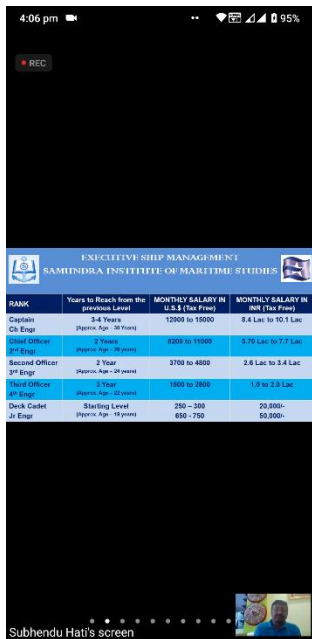 4:06 pm
95%
REC
EXECUTIVE SHIP MANAGEMENT
SAMUNDRA INSTITUTE OF MARITIME STUDIES
RANK Years to Reach from the previous Level MONTHLY SALARY IN U.S.$ (Tax Free) MONTHLY SALARY IN INR (Tax Free)
Captain 3-4 Years 12000 to 15000 8.4 Lac to 10.1 Lac
Ch Engr (Approx. Age - 30 Years)
Chief Officer 2 Years 8200 to 11000 5.70 Lac to 7.7 Lac
2nd Engr (Approx. Age - years)
Second Officer 2 Year 3700 to 4800 2.6 Lac to 3.4 Lac
3rd Engr (Approx. Age - 24 years)
Third Officer 3 Year to 2800 1.0 to 2.0 Lac
4th Engr (Approx. Age - 22 years)
Deck Cadet Starting Level 250 – 300 20,000/-
Jr Engr (Approx. Age - years) 650 - 750 50,000/-
Subhendu Hati's screen